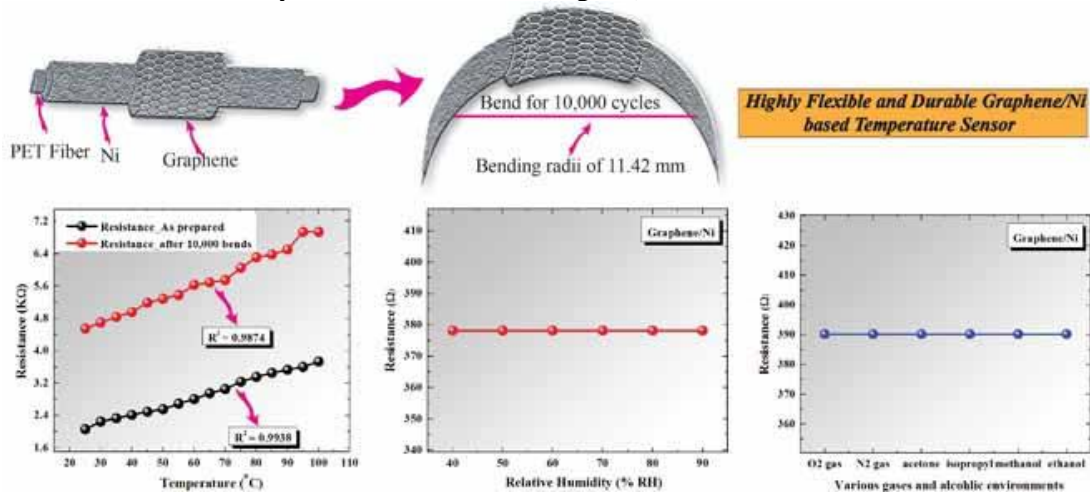 Bend for 10,000 cycles
Highly Flexible and Durable Graphene/Ni
based Temperature Sensor
PET Fiber
Ni
Graphene
Bending radii of 11.42 mm
Resistance_As prepared
Resistance_after 10,000 bends
7.2
6.4
5.6
4.8
4.0
3.2
2.4
1.6
Resistance (KΩ)
R² = 0.9874
R² = 0.9938
20 30 40 50 60 70 80 90 100
Temperature (°C)
Graphene/Ni
410
400
390
380
370
360
350
340
Resistance (Ω)
40 50 60 70 80 90
Relative Humidity (% RH)
Graphene/Ni
430
420
410
400
390
380
370
360
Resistance (Ω)
O2 gas N2 gas acetone isopropyl methanol ethanol
Various gases and alcohlic environments